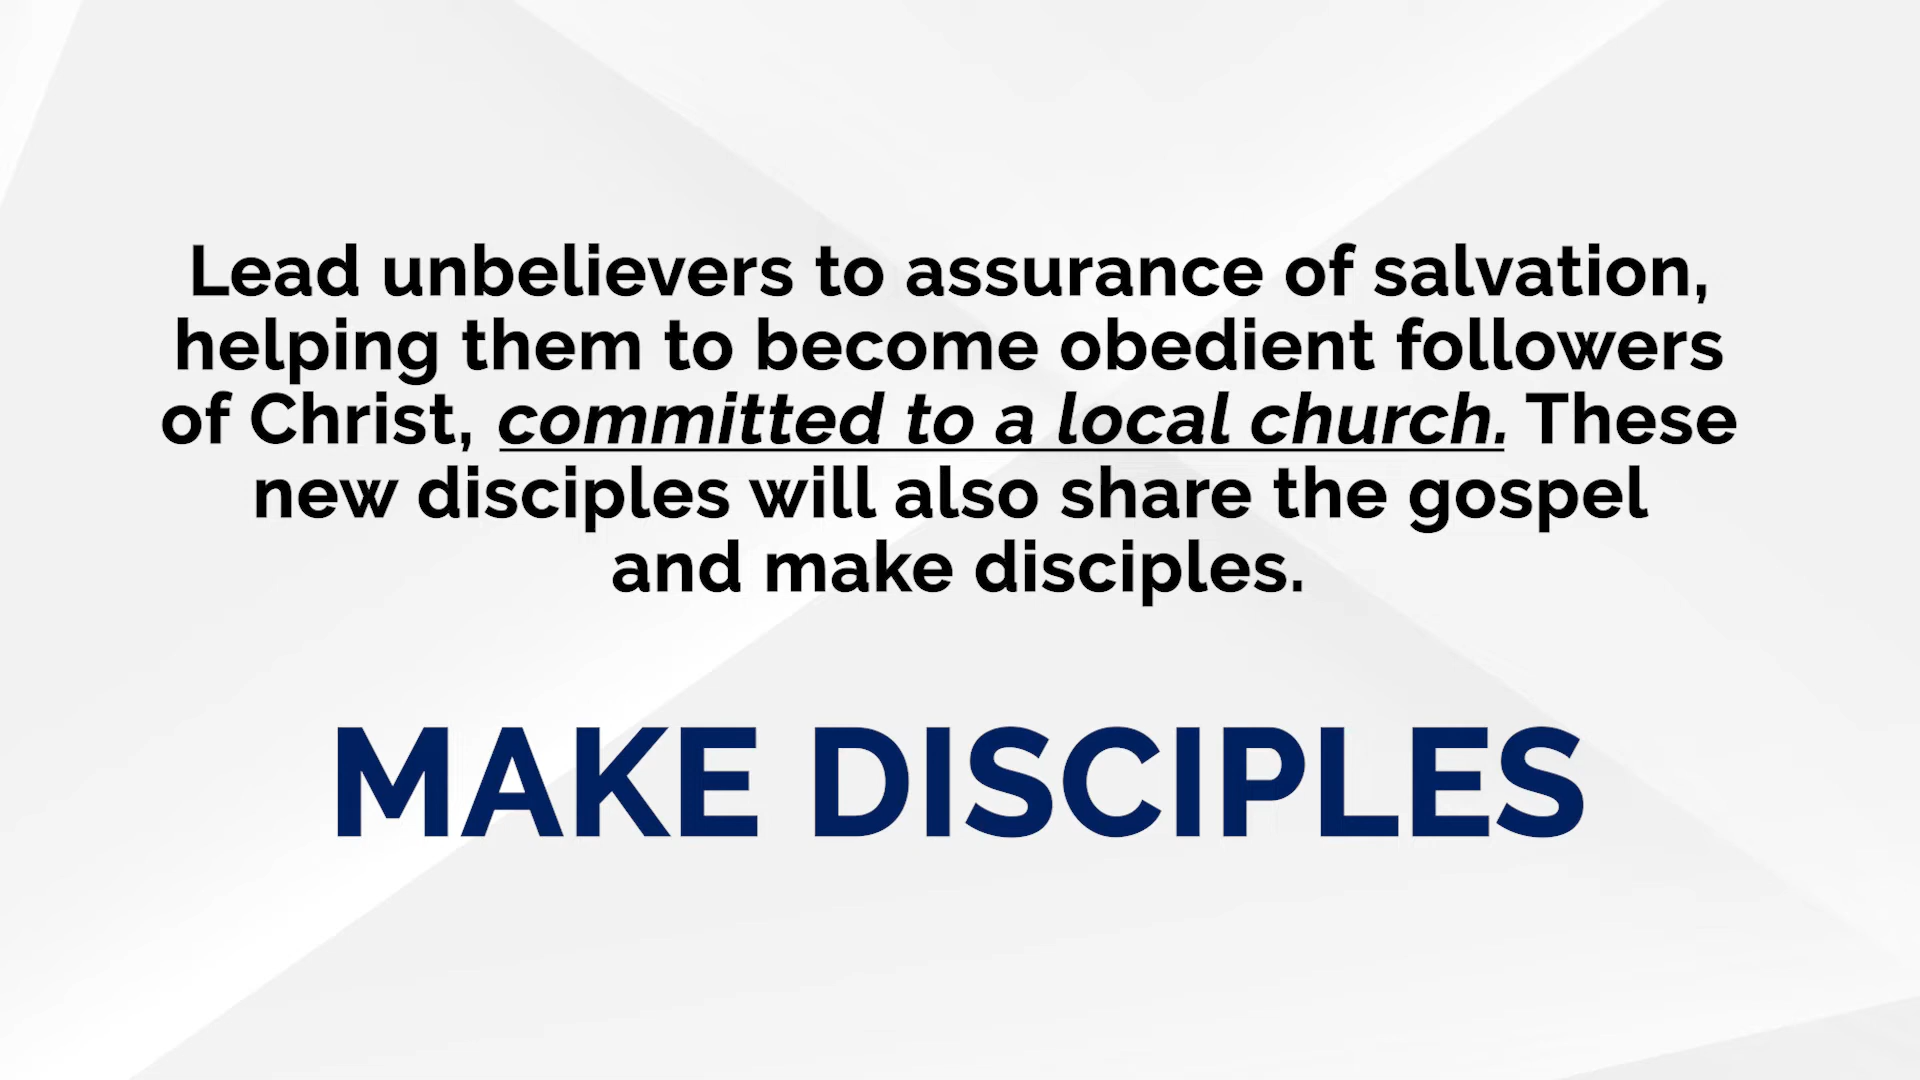 Lead unbelievers to assurance of salvation,
helping them to become obedient followers
of Christ, committed to a local church. These
new disciples will also share the gospel
and make disciples.
MAKE DISCIPLES